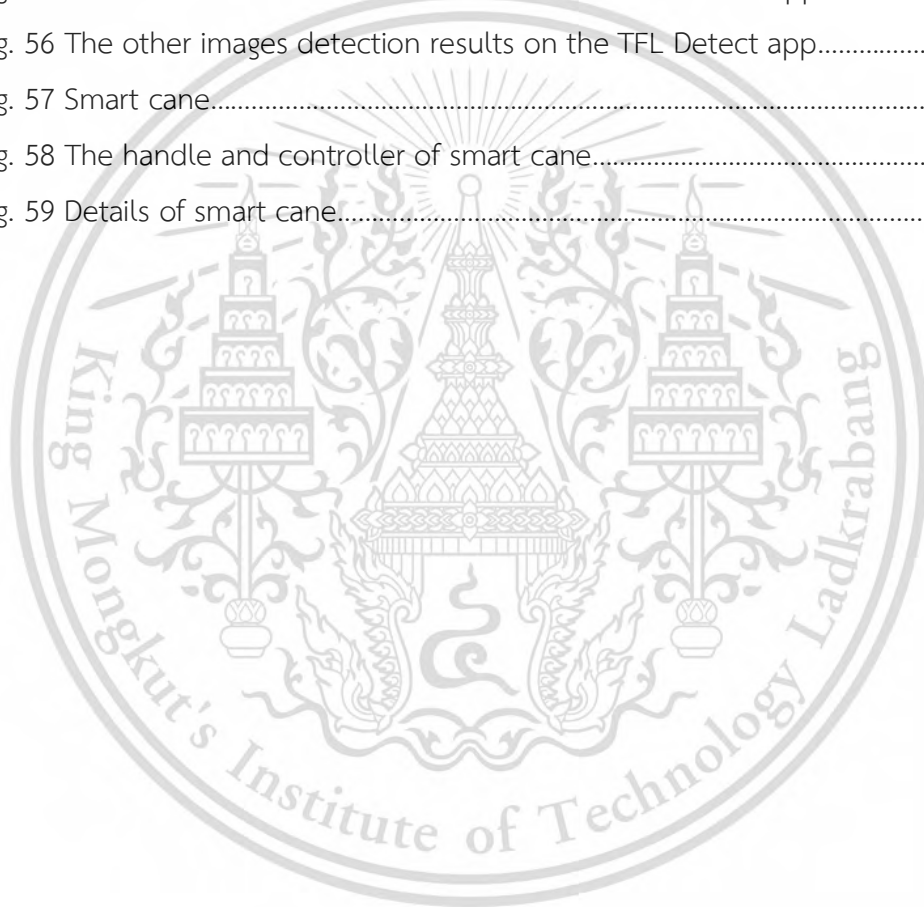 g. 56 The other images detection results on the TFL Detect app.....................
g. 57 Smart cane...............................................................................................................
g. 58 The handle and controller of smart cane.....................................................
g. 59 Details of smart cane...........................................................................................
King Mongkut's Institute of Technology Ladkrabang